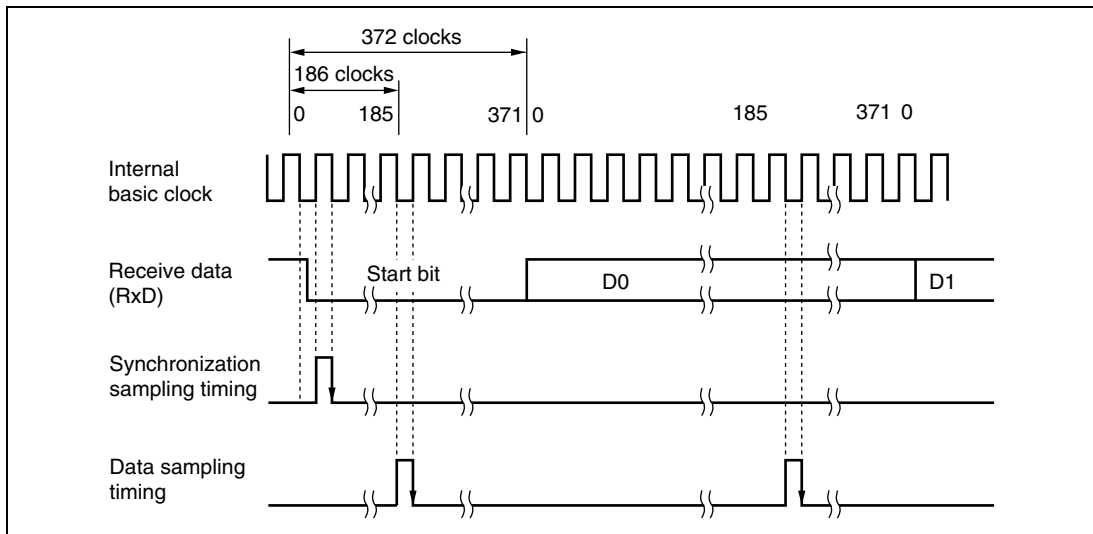 372 clocks
186 clocks
0 185 371 0 185 371 0
Internal
basic clock
Receive data
(RxD)
Start bit D0 D1
Synchronization
sampling timing
Data sampling
timing